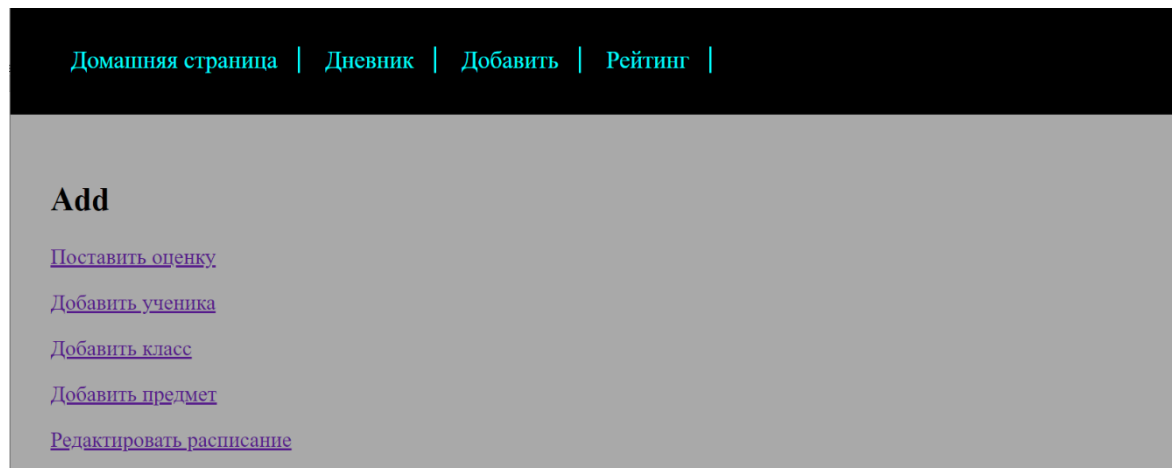 Домашняя страница | Дневник | Добавить | Рейтинг |
Add
Поставить оценку
Добавить ученика
Добавить класс
Добавить предмет
Редактировать расписание